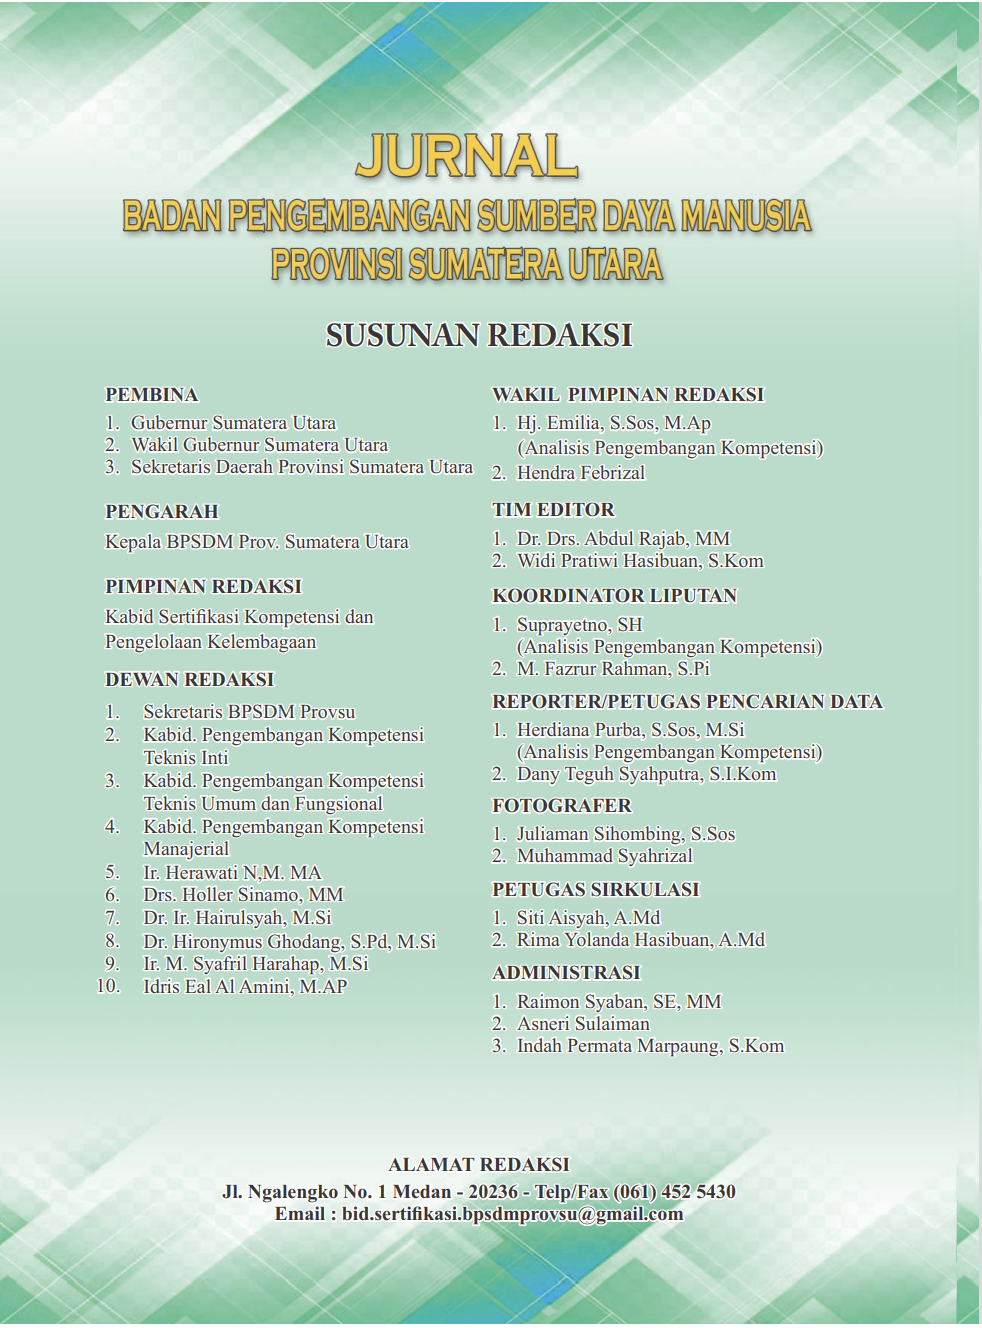 JURNAL
BADAN PENGEMBANGAN SUMBER DAYA MANUSIA
PROVINSI SUMATERA UTARA
SUSUNAN REDAKSI
PEMBINA
1. Gubernur Sumatera Utara
2. Wakil Gubernur Sumatera Utara
3. Sekretaris Daerah Provinsi Sumatera Utara
PENGARAH
Kepala BPSDM Prov. Sumatera Utara
PIMPINAN REDAKSI
Kabid Sertifikasi Kompetensi dan
Pengelolaan Kelembagaan
DEWAN REDAKSI
1. Sekretaris BPSDM Provsu
2. Kabid. Pengembangan Kompetensi
Teknis Inti
3. Kabid. Pengembangan Kompetensi
Teknis Umum dan Fungsional
4. Kabid. Pengembangan Kompetensi
Manajerial
5. Ir. Herawati N,M. MA
6. Drs. Holler Sinamo, MM
7. Dr. Ir. Hairulsyah, M.Si
8. Dr. Hironymus Ghodang, S.Pd, M.Si
9. Ir. M. Syafril Harahap, M.Si
10. Idris Eal Al Amini, M.AP
WAKIL PIMPINAN REDAKSI
1. Hj. Emilia, S.Sos, M.Ap
(Analisis Pengembangan Kompetensi)
2. Hendra Febrizal
TIM EDITOR
1. Dr. Drs. Abdul Rajab, MM
2. Widi Pratiwi Hasibuan, S.Kom
KOORDINATOR LIPUTAN
1. Suprayetno, SH
(Analisis Pengembangan Kompetensi)
2. M. Fazrur Rahman, S.Pi
REPORTER/PETUGAS PENCARIAN DATA
1. Herdiana Purba, S.Sos, M.Si
(Analisis Pengembangan Kompetensi)
2. Dany Teguh Syahputra, S.I.Kom
FOTOGRAFER
1. Juliaman Sihombing, S.Sos
2. Muhammad Syahrizal
PETUGAS SIRKULASI
1. Siti Aisyah, A.Md
2. Rima Yolanda Hasibuan, A.Md
ADMINISTRASI
1. Raimon Syaban, SE, MM
2. Asneri Sulaiman
3. Indah Permata Marpaung, S.Kom
ALAMAT REDAKSI
Jl. Ngalengko No. 1 Medan - 20236 - Telp/Fax (061) 452 5430
Email : bid.sertifikasi.bpsdmprovsu@gmail.com